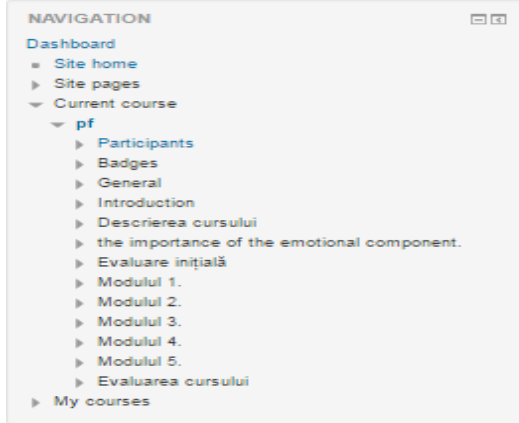 NAVIGATION
Dashboard
Site home
Site pages
Current course
pf
Participants
Badges
General
Introduction
Descrierea cursului
the importance of the emotional component.
Evaluare inițială
Modulul 1.
Modulul 2.
Modulul 3.
Modulul 4.
Modulul 5.
Evaluarea cursului
My courses